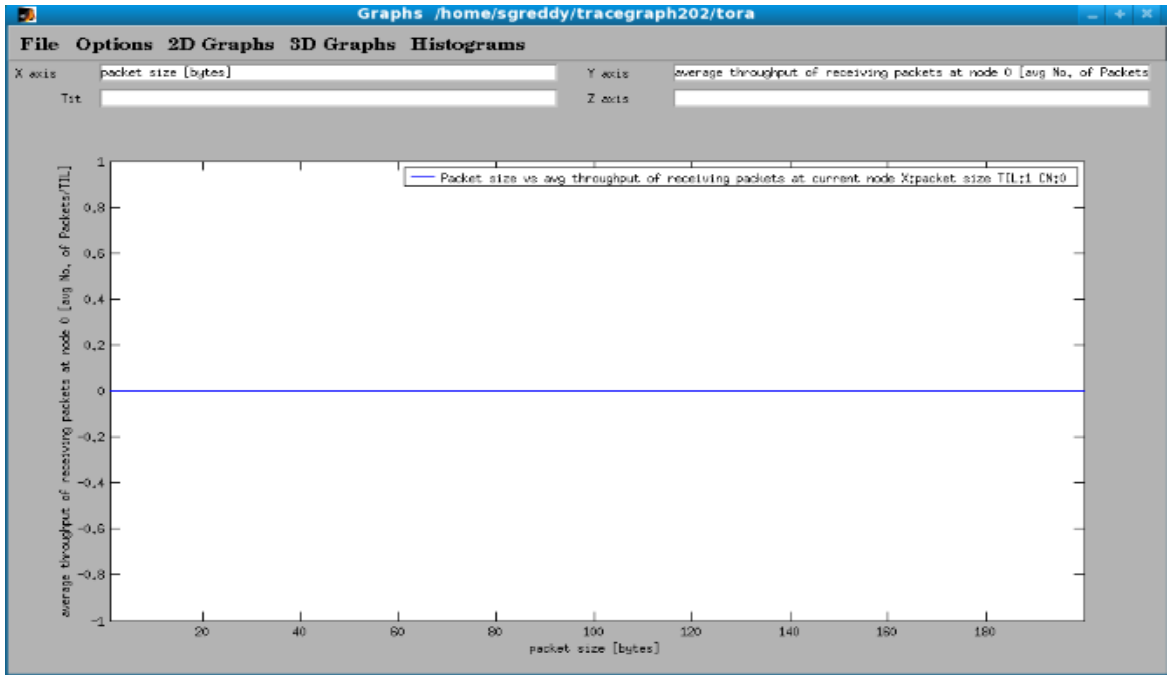 Graphs /home/sgreddy/tracegraph202/tora
File Options 2D Graphs 3D Graphs Histograms
X axis packet size [bytes] Y axis average throughput of receiving packets at node 0 [avg No. of Packets
Tit Z axis
average throughput of receiving packets at node 0 [avg No. of Packets/TIL]
Packet size vs avg throughput of receiving packets at current node X:packet size TIL:1 CN:0
1
0.8
0.6
0.4
0.2
0
-0.2
-0.4
-0.6
-0.8
-1
20 40 60 80 100 120 140 160 180
packet size [bytes]